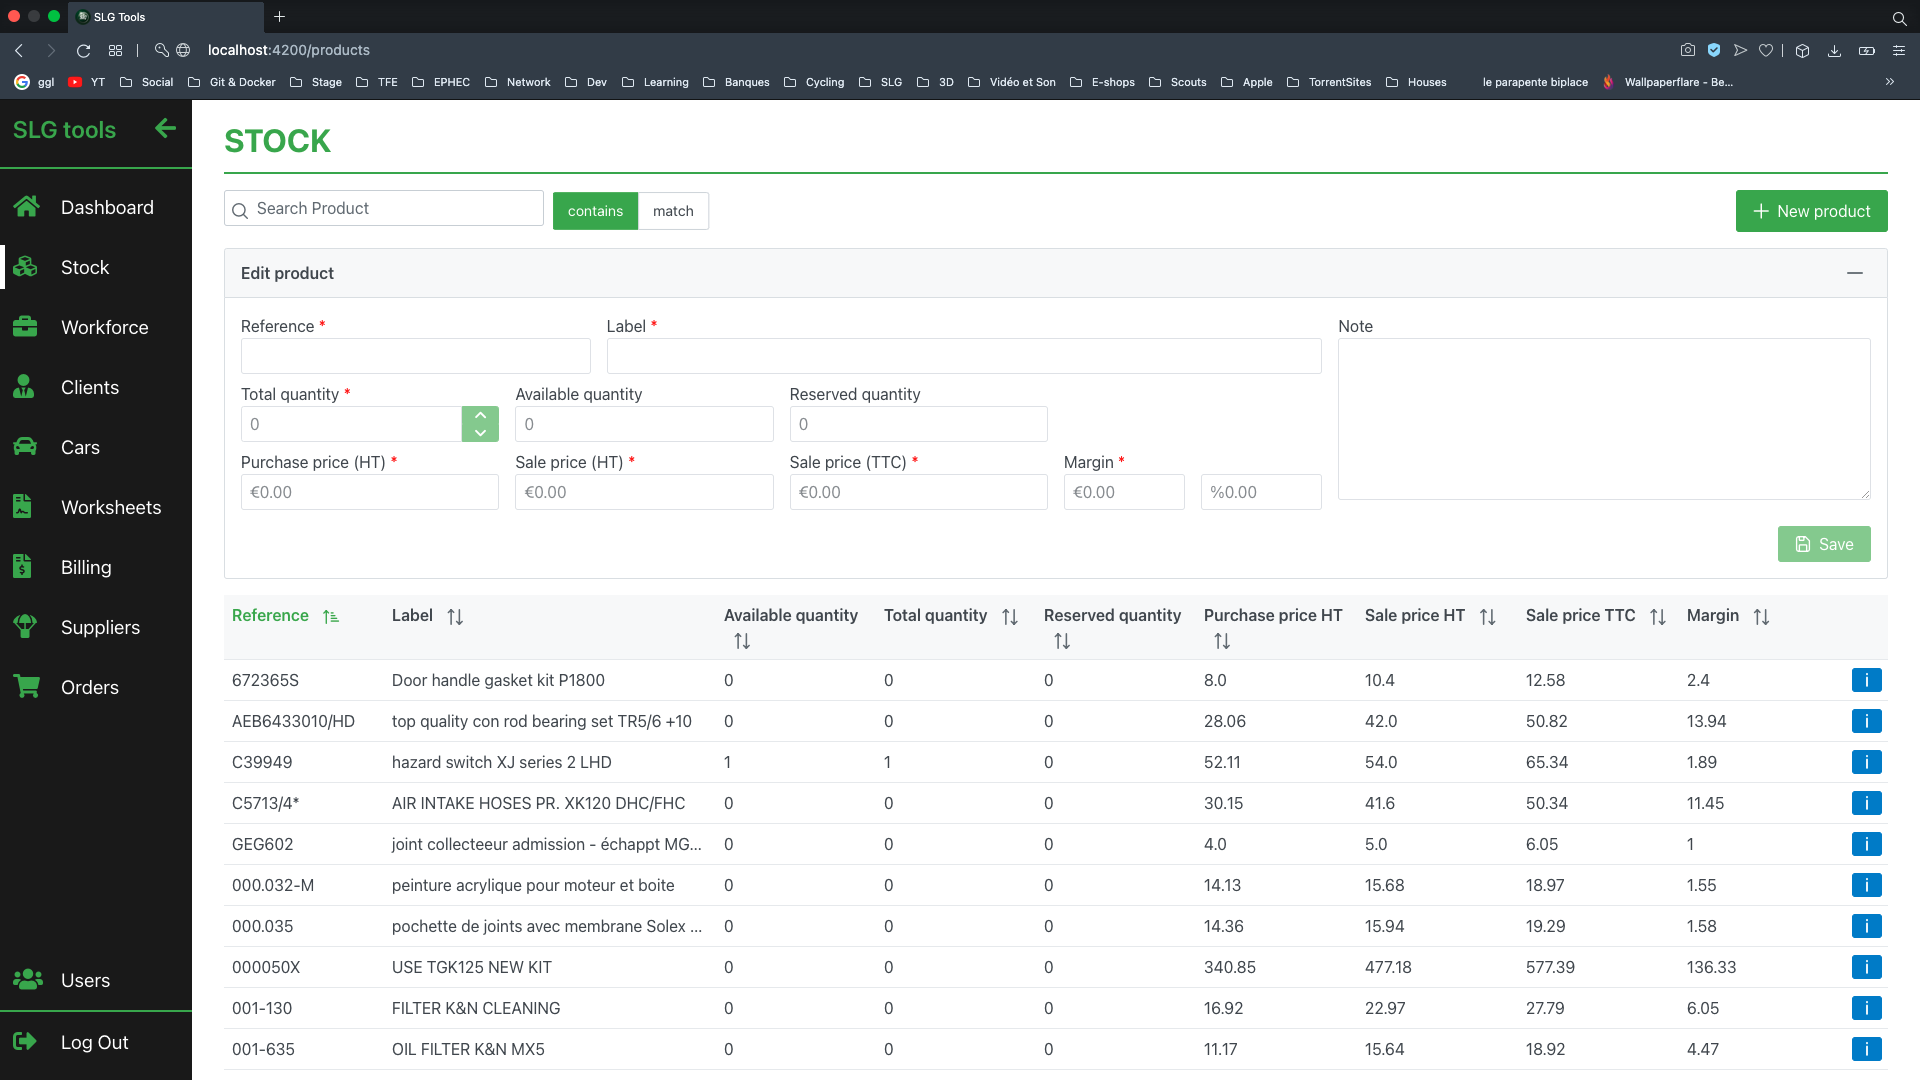 SLG Tools
localhost:4200/products
ggl YT Social Git & Docker Stage TFE EPHEC Network Dev Learning Banques Cycling SLG 3D Vidéo et Son E-shops Scouts Apple TorrentSites Houses le parapente biplace Wallpaperflare - Be...
SLG tools
Dashboard
Stock
Workforce
Clients
Cars
Worksheets
Billing
Suppliers
Orders
Users
Log Out
STOCK
Search Product contains match New product
Edit product
Reference * Label * Note
Total quantity * Available quantity Reserved quantity
0 0 0
Purchase price (HT) * Sale price (HT) * Sale price (TTC) * Margin *
€0.00 €0.00 €0.00 €0.00 %0.00
Save
Reference Label Available quantity Total quantity Reserved quantity Purchase price HT Sale price HT Sale price TTC Margin
672365S Door handle gasket kit P1800 0 0 0 8.0 10.4 12.58 2.4 i
AEB6433010/HD top quality con rod bearing set TR5/6 +10 0 0 0 28.06 42.0 50.82 13.94 i
C39949 hazard switch XJ series 2 LHD 1 1 0 52.11 54.0 65.34 1.89 i
C5713/4* AIR INTAKE HOSES PR. XK120 DHC/FHC 0 0 0 30.15 41.6 50.34 11.45 i
GEG602 joint collecteeur admission - échappt MG... 0 0 0 4.0 5.0 6.05 1 i
000.032-M peinture acrylique pour moteur et boite 0 0 0 14.13 15.68 18.97 1.55 i
000.035 pochette de joints avec membrane Solex ... 0 0 0 14.36 15.94 19.29 1.58 i
000050X USE TGK125 NEW KIT 0 0 0 340.85 477.18 577.39 136.33 i
001-130 FILTER K&N CLEANING 0 0 0 16.92 22.97 27.79 6.05 i
001-635 OIL FILTER K&N MX5 0 0 0 11.17 15.64 18.92 4.47 i